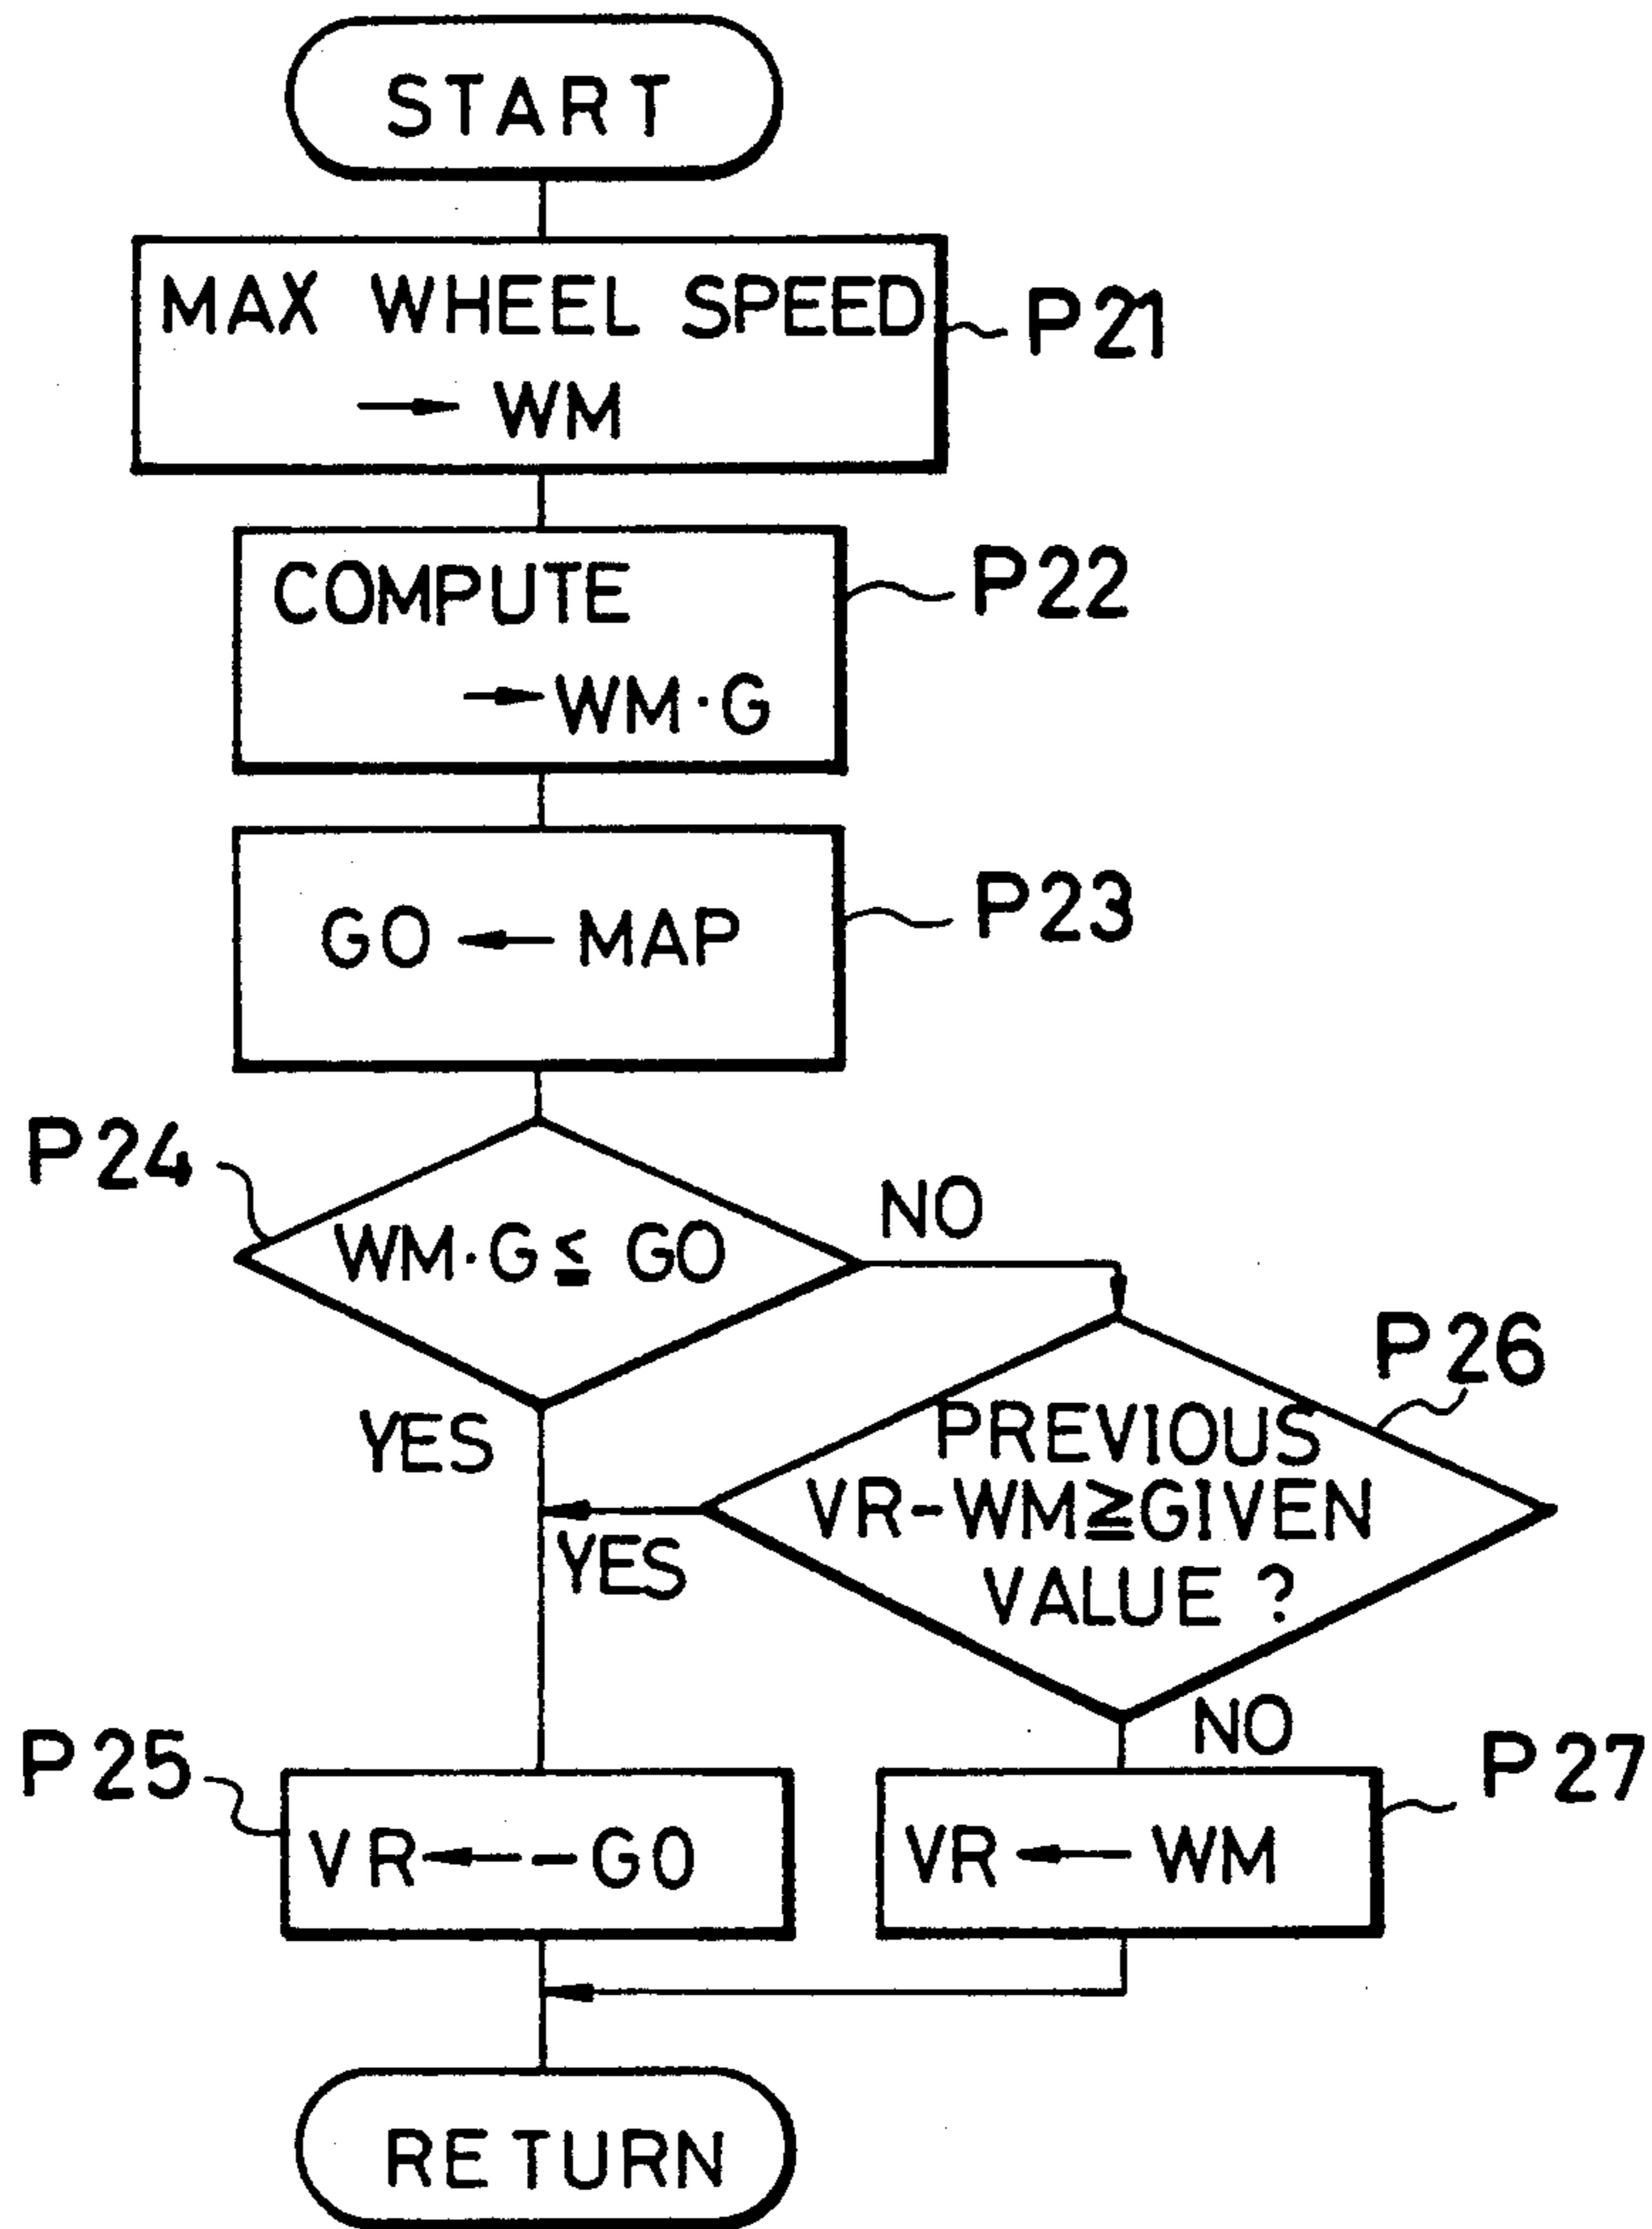 START
MAX WHEEL SPEED
→ WM
P21
COMPUTE
→ WM·G
P22
GO ← MAP
P23
P24
WM·G ≦ GO
NO
YES
P26
PREVIOUS
VR-WM≧GIVEN
VALUE ?
YES
NO
P25
VR ← -GO
P27
VR ← WM
RETURN